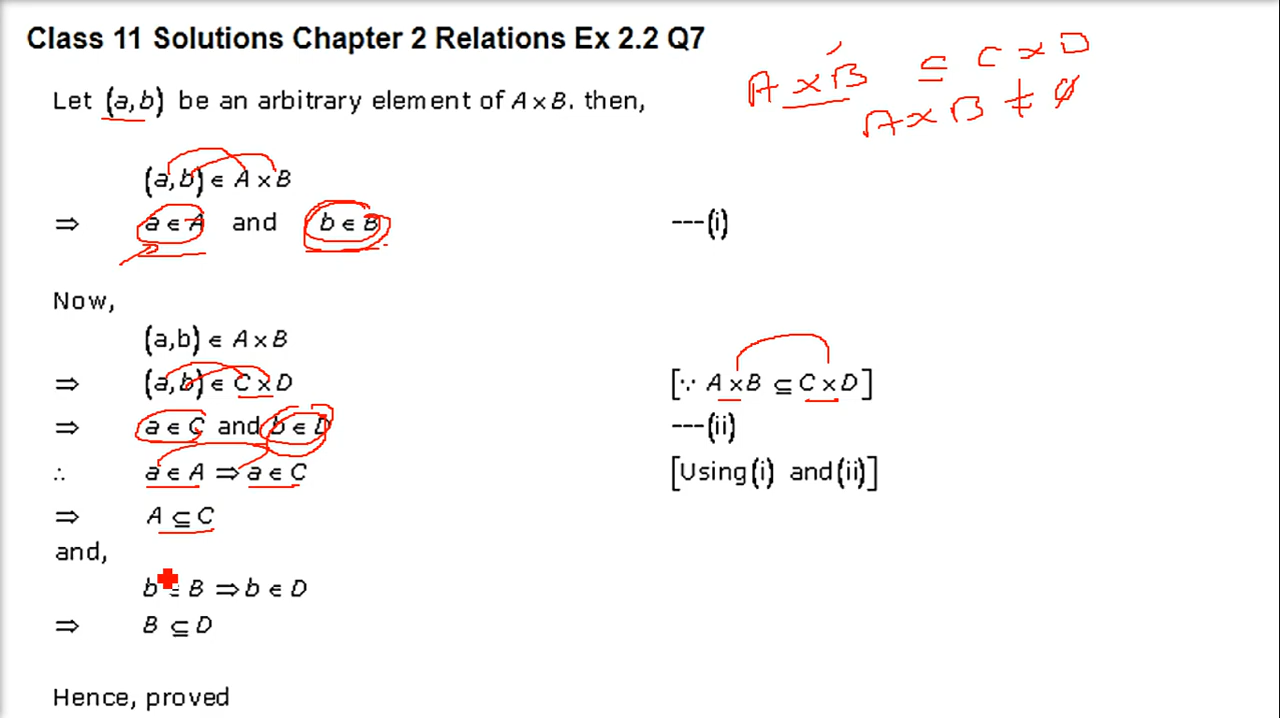 Class 11 Solutions Chapter 2 Relations Ex 2.2 Q7
A × B ⊆ C × D
A × B ≠ ϕ
Let (a,b) be an arbitrary element of A × B. then,
(a,b) ∈ A × B
⇒ a ∈ A and b ∈ B ---(i)
Now,
(a,b) ∈ A × B
⇒ (a,b) ∈ C × D [∵ A × B ⊆ C × D]
⇒ a ∈ C and b ∈ D ---(ii)
∴ a ∈ A ⇒ a ∈ C [Using (i) and (ii)]
⇒ A ⊆ C
and,
b ∈ B ⇒ b ∈ D
⇒ B ⊆ D
Hence, proved